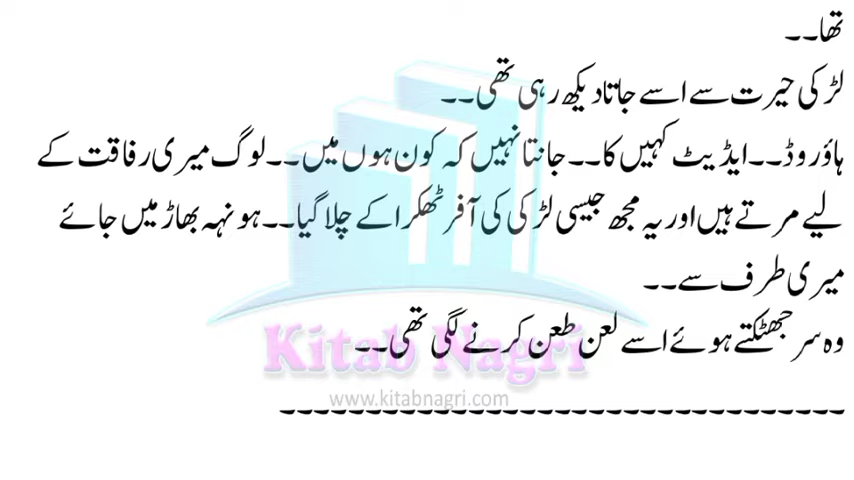 تھا۔۔
لڑکی حیرت سے اسے جاتا دیکھ رہی تھی۔۔
ہاؤ روڈ۔۔ ایڈیٹ کہیں کا۔۔ جانتا نہیں کہ کون ہوں میں۔۔ لوگ میری رفاقت کے
لیے مرتے ہیں اور یہ مجھ جیسی لڑکی کی آفر ٹھکرا کے چلا گیا۔۔ ہونہہ بھاڑ میں جائے
میری طرف سے۔۔
وہ سر جھٹکتے ہوئے اسے لعن طعن کرنے لگی تھی۔۔
Kitab Nagri
www.kitabnagri.com
۔۔۔۔۔۔۔۔۔۔۔۔۔۔۔۔۔۔۔۔۔۔۔۔۔۔۔۔۔۔۔۔۔